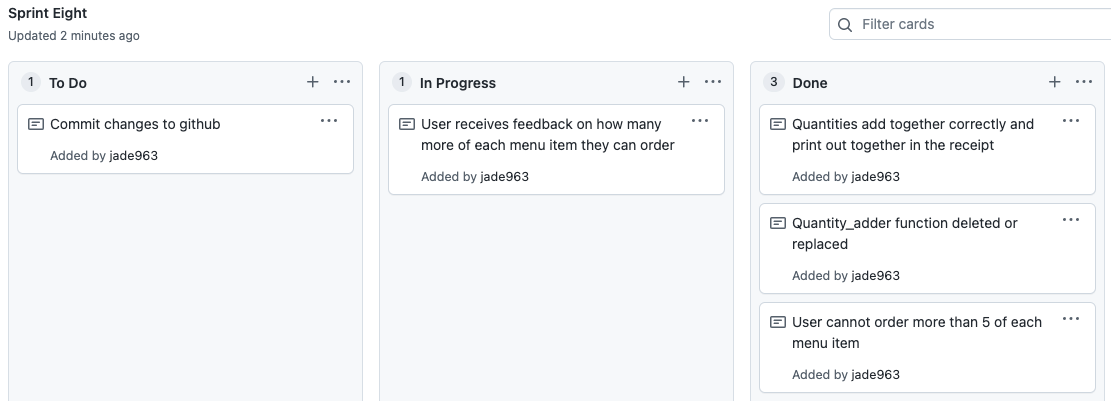 Sprint Eight
Updated 2 minutes ago
Filter cards
1 To Do
Commit changes to github
Added by jade963
1 In Progress
User receives feedback on how many
more of each menu item they can order
Added by jade963
3 Done
Quantities add together correctly and
print out together in the receipt
Added by jade963
Quantity_adder function deleted or
replaced
Added by jade963
User cannot order more than 5 of each
menu item
Added by jade963